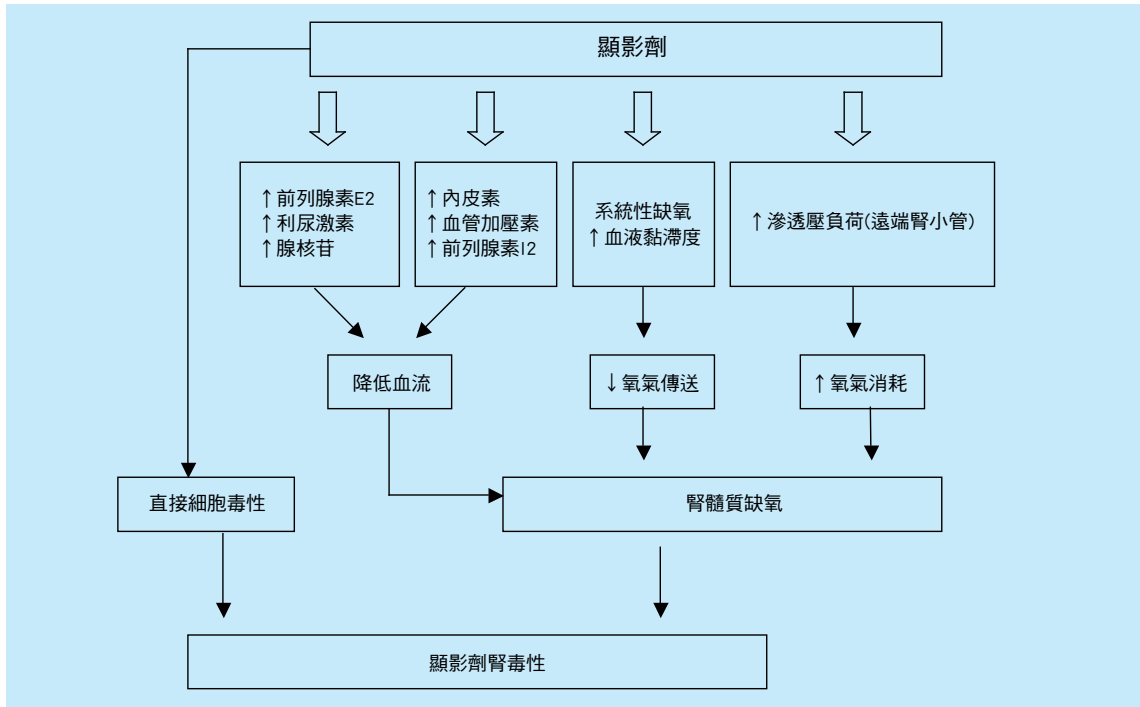 顯影劑
↑前列腺素E2
↑利尿激素
↑腺核苷
↑內皮素
↑血管加壓素
↑前列腺素I2
系統性缺氧
↑血液黏滯度
↑滲透壓負荷(遠端腎小管)
降低血流
↓氧氣傳送
↑氧氣消耗
直接細胞毒性
腎髓質缺氧
顯影劑腎毒性